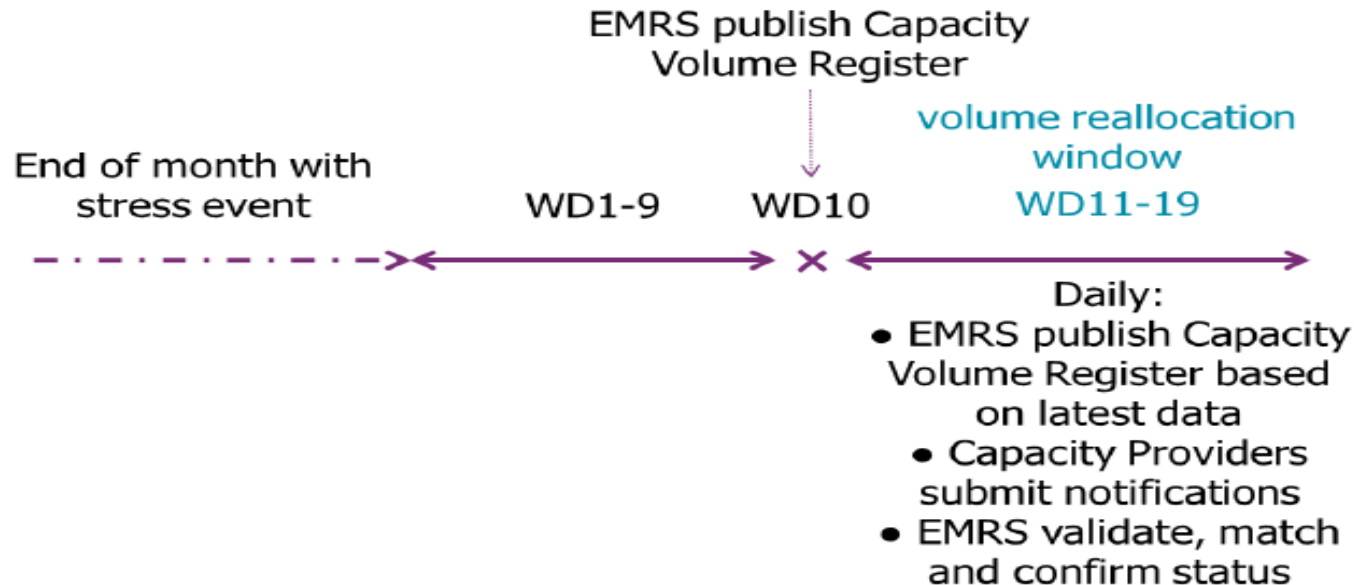 EMRS publish Capacity
Volume Register
volume reallocation
window
End of month with
stress event
WD1-9
WD10
WD11-19
Daily:
• EMRS publish Capacity
Volume Register based
on latest data
• Capacity Providers
submit notifications
• EMRS validate, match
and confirm status